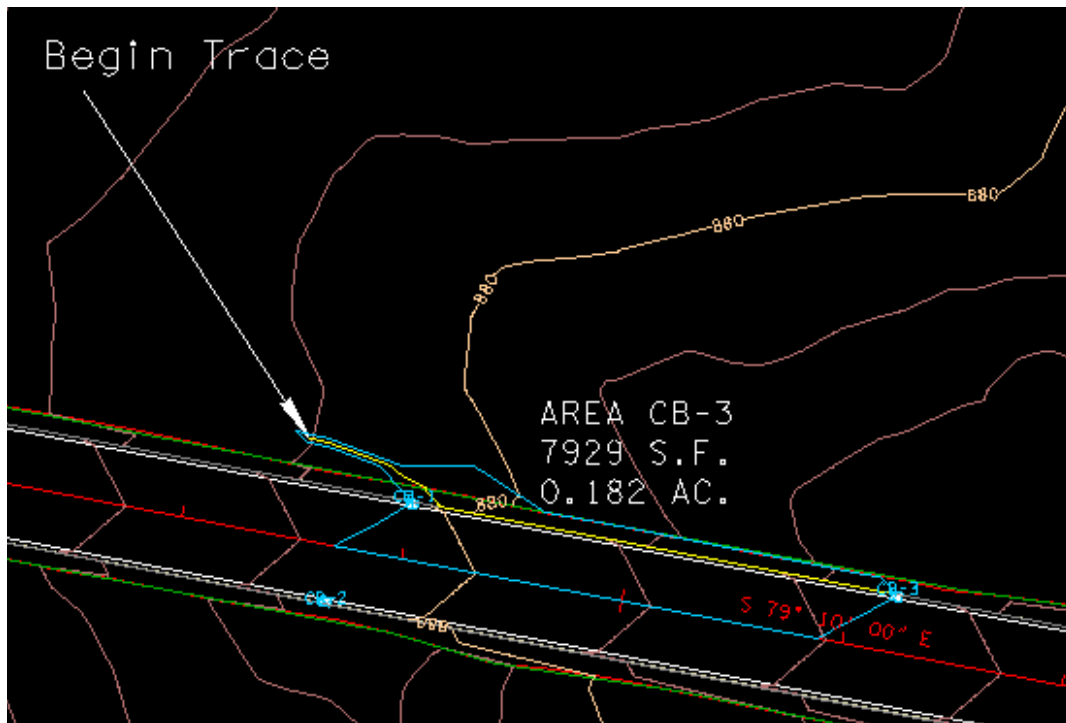 Begin Trace
880
880
880
AREA CB-3
7929 S.F.
0.182 AC.
CB-1
880
CB-3
CB-2
S 79° 10' 00" E
880